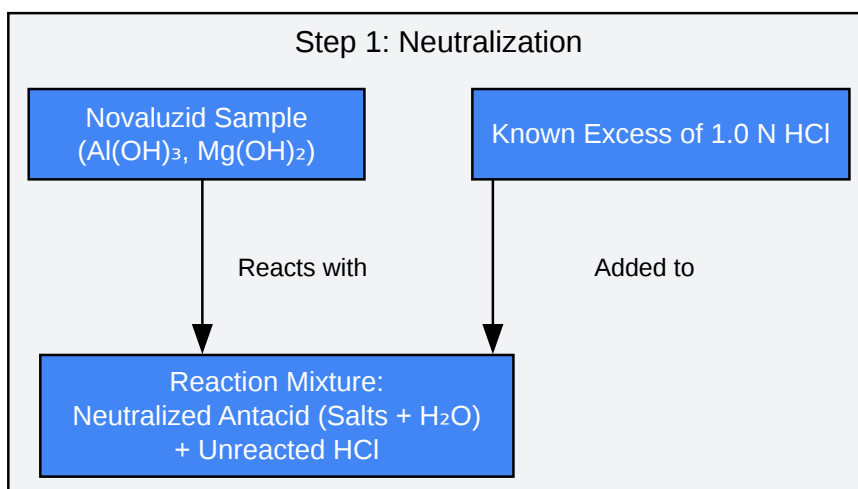 Step 1: Neutralization
Novaluzid Sample
(Al(OH)₃, Mg(OH)₂)
Known Excess of 1.0 N HCl
Reacts with
Added to
Reaction Mixture:
Neutralized Antacid (Salts + H₂O)
+ Unreacted HCl